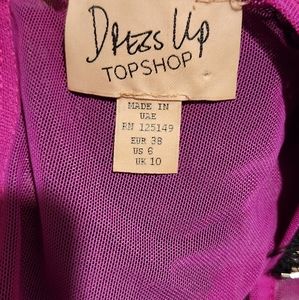 Dress Up
TOPSHOP
MADE IN
UAE
RN 125149
EUR 38
US 6
UK 10